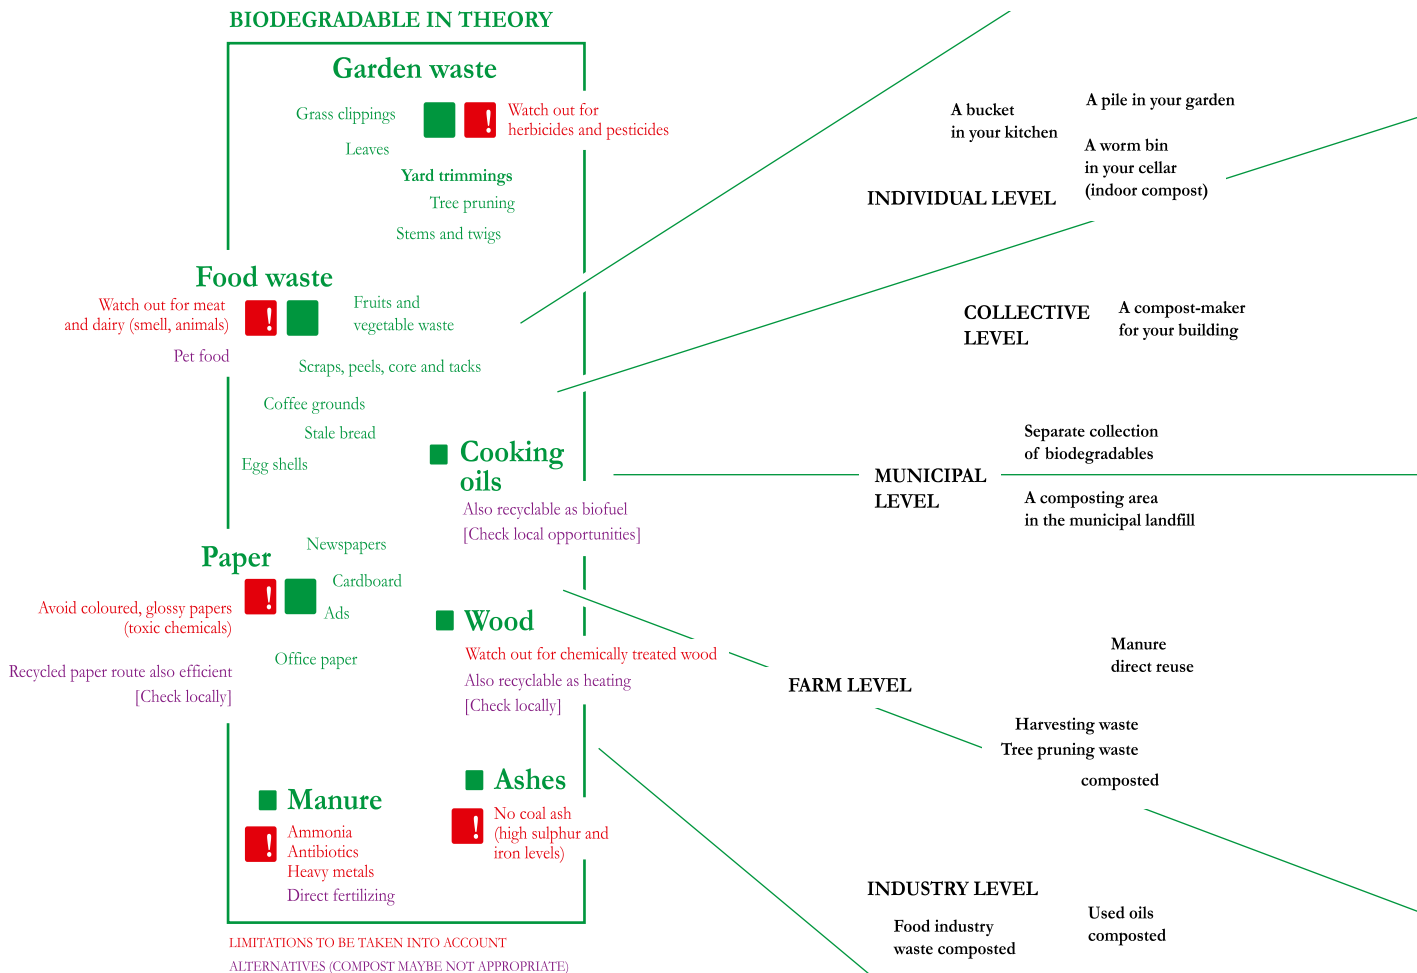 BIODEGRADABLE IN THEORY
Garden waste
Grass clippings
!
Watch out for
herbicides and pesticides
Leaves
Yard trimmings
Tree pruning
Stems and twigs
Food waste
Watch out for meat
and dairy (smell, animals)
!
Pet food
Fruits and
vegetable waste
Scraps, peels, core and tacks
Coffee grounds
Stale bread
Egg shells
Cooking
oils
Also recyclable as biofuel
[Check local opportunities]
Paper
!
Newspapers
Cardboard
Ads
Office paper
Avoid coloured, glossy papers
(toxic chemicals)
Recycled paper route also efficient
[Check locally]
Wood
Watch out for chemically treated wood
Also recyclable as heating
[Check locally]
Manure
!
Ammonia
Antibiotics
Heavy metals
Direct fertilizing
Ashes
!
No coal ash
(high sulphur and
iron levels)
LIMITATIONS TO BE TAKEN INTO ACCOUNT
ALTERNATIVES (COMPOST MAYBE NOT APPROPRIATE)
A bucket
in your kitchen
A pile in your garden
A worm bin
in your cellar
(indoor compost)
INDIVIDUAL LEVEL
COLLECTIVE
LEVEL
A compost-maker
for your building
MUNICIPAL
LEVEL
Separate collection
of biodegradables
A composting area
in the municipal landfill
FARM LEVEL
Manure
direct reuse
Harvesting waste
Tree pruning waste
composted
INDUSTRY LEVEL
Food industry
waste composted
Used oils
composted